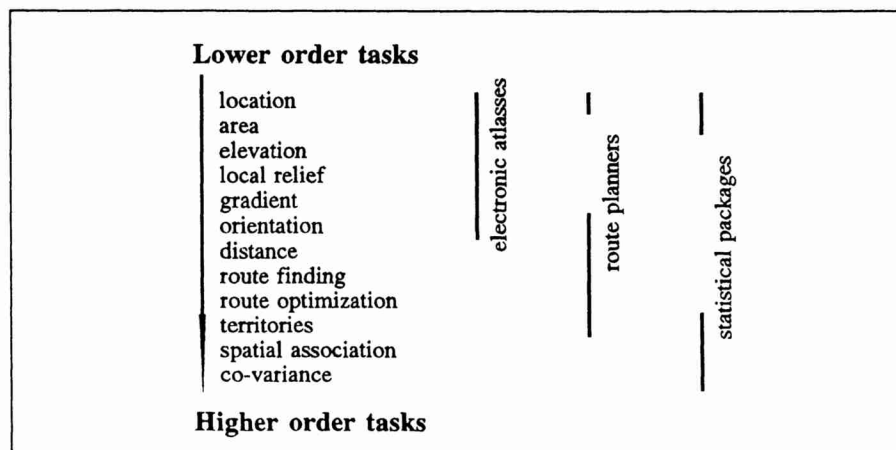 Lower order tasks
location
area
elevation
local relief
gradient
orientation
distance
route finding
route optimization
territories
spatial association
co-variance
Higher order tasks
electronic atlasses
route planners
statistical packages